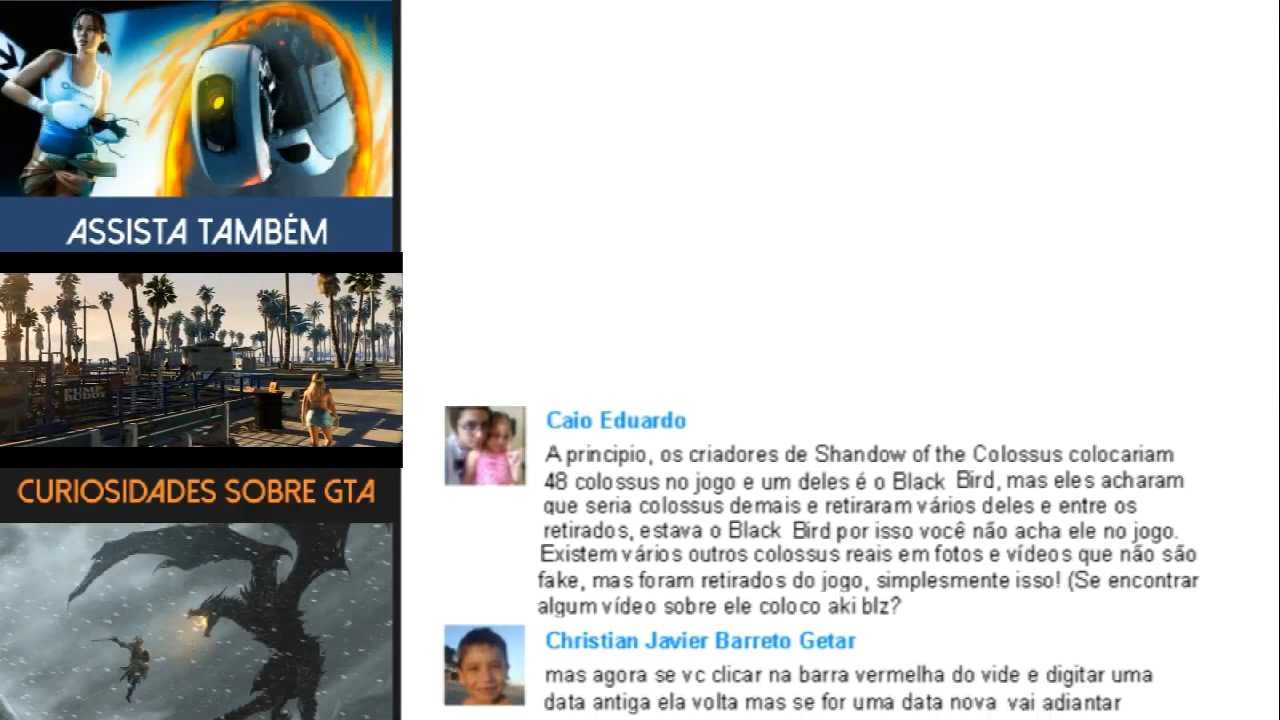 ASSISTA TAMBÉM
PUMP
BUDDY
CURIOSIDADES SOBRE GTA
Caio Eduardo
A principio, os criadores de Shandow of the Colossus colocariam
48 colossus no jogo e um deles é o Black Bird, mas eles acharam
que seria colossus demais e retiraram vários deles e entre os
retirados, estava o Black Bird por isso você não acha ele no jogo.
Existem vários outros colossus reais em fotos e vídeos que não são
fake, mas foram retirados do jogo, simplesmente isso! (Se encontrar
algum vídeo sobre ele coloco aki blz?
Christian Javier Barreto Getar
mas agora se vc clicar na barra vermelha do vide e digitar uma
data antiga ela volta mas se for uma data nova vai adiantar